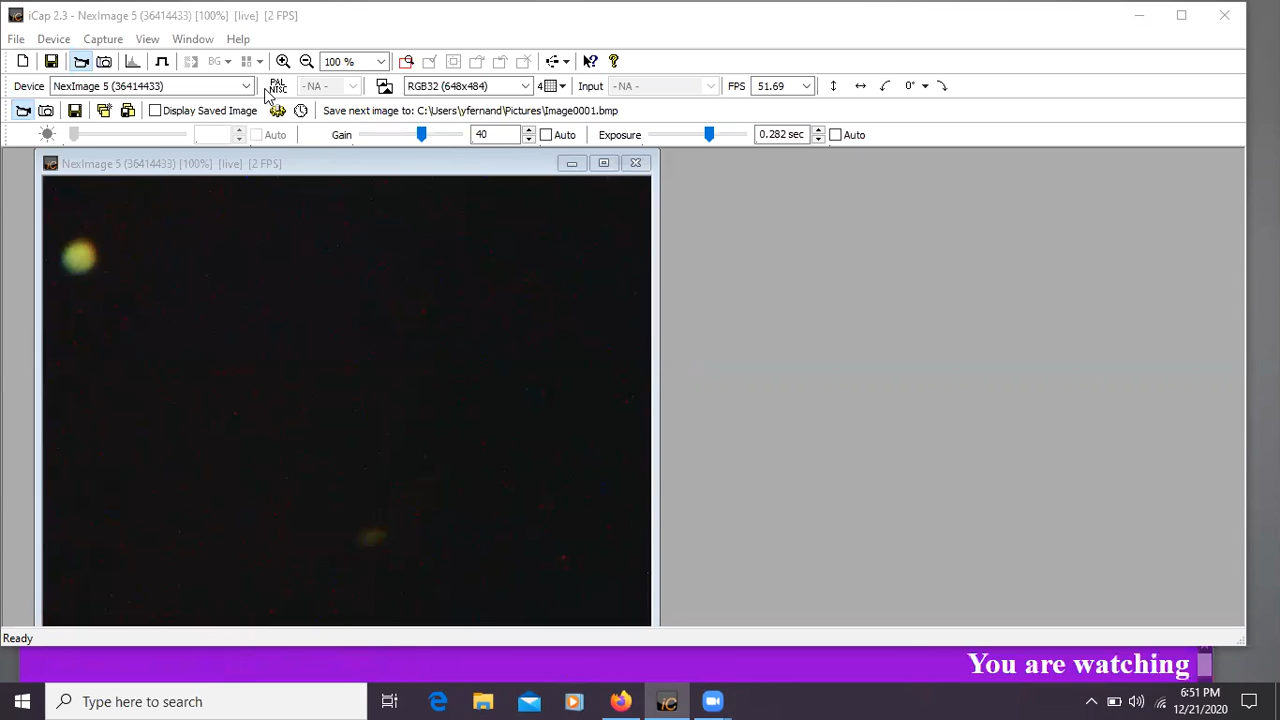 iCap 2.3 - NexImage 5 (36414433) [100%] [live] [2 FPS]
File Device Capture View Window Help
BG 100 %
Device NexImage 5 (36414433) PAL NTSC - NA - RGB32 (648x484) 4 Input - NA - FPS 51.69 0°
Display Saved Image Save next image to: C:\Users\yfernand\Pictures\Image0001.bmp
Auto Gain 40 Auto Exposure 0.282 sec Auto
NexImage 5 (36414433) [100%] [live] [2 FPS]
Ready
You are watching
Type here to search
6:51 PM
12/21/2020